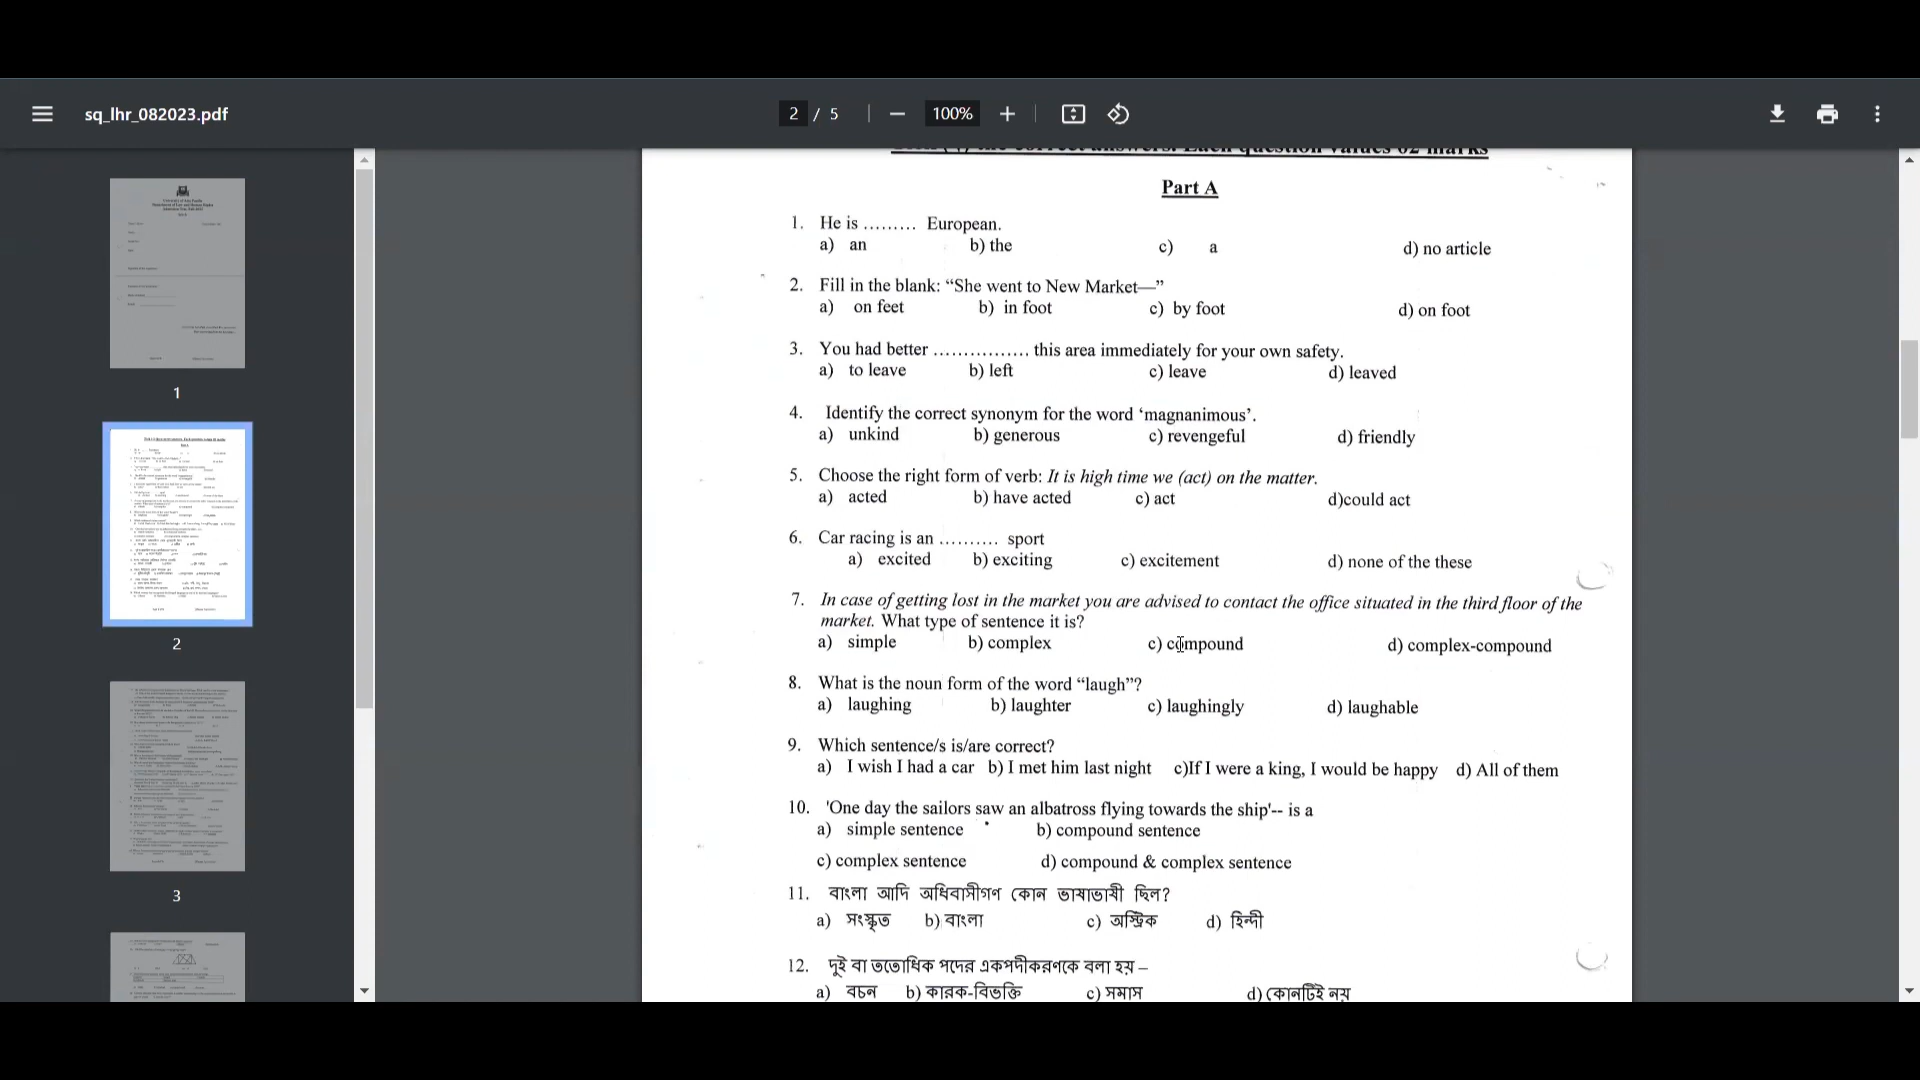 sq_lhr_082023.pdf
2 / 5
100%
1
2
3
Part A
1. He is ......... European.
a) an b) the c) a d) no article
2. Fill in the blank: “She went to New Market—”
a) on feet b) in foot c) by foot d) on foot
3. You had better ................ this area immediately for your own safety.
a) to leave b) left c) leave d) leaved
4. Identify the correct synonym for the word ‘magnanimous’.
a) unkind b) generous c) revengeful d) friendly
5. Choose the right form of verb: It is high time we (act) on the matter.
a) acted b) have acted c) act d)could act
6. Car racing is an .......... sport
a) excited b) exciting c) excitement d) none of the these
7. In case of getting lost in the market you are advised to contact the office situated in the third floor of the
market. What type of sentence it is?
a) simple b) complex c) compound d) complex-compound
8. What is the noun form of the word “laugh”?
a) laughing b) laughter c) laughingly d) laughable
9. Which sentence/s is/are correct?
a) I wish I had a car b) I met him last night c)If I were a king, I would be happy d) All of them
10. 'One day the sailors saw an albatross flying towards the ship'-- is a
a) simple sentence b) compound sentence
c) complex sentence d) compound & complex sentence
11. বাংলা আদি অধিবাসীগণ কোন ভাষাভাষী ছিল?
a) সংস্কৃত b) বাংলা c) অস্ট্রিক d) হিন্দী
12. দুই বা ততোধিক পদের একপদীকরণকে বলা হয় –
a) বচন b) কারক-বিভক্তি c) সমাস d) কোনটিই নয়